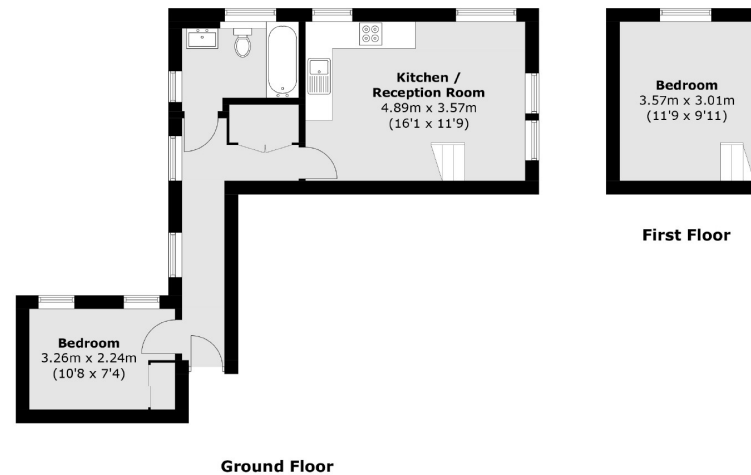 Kitchen /
Reception Room
4.89m x 3.57m
(16'1 x 11'9)
Bedroom
3.57m x 3.01m
(11'9 x 9'11)
First Floor
Bedroom
3.26m x 2.24m
(10'8 x 7'4)
Ground Floor